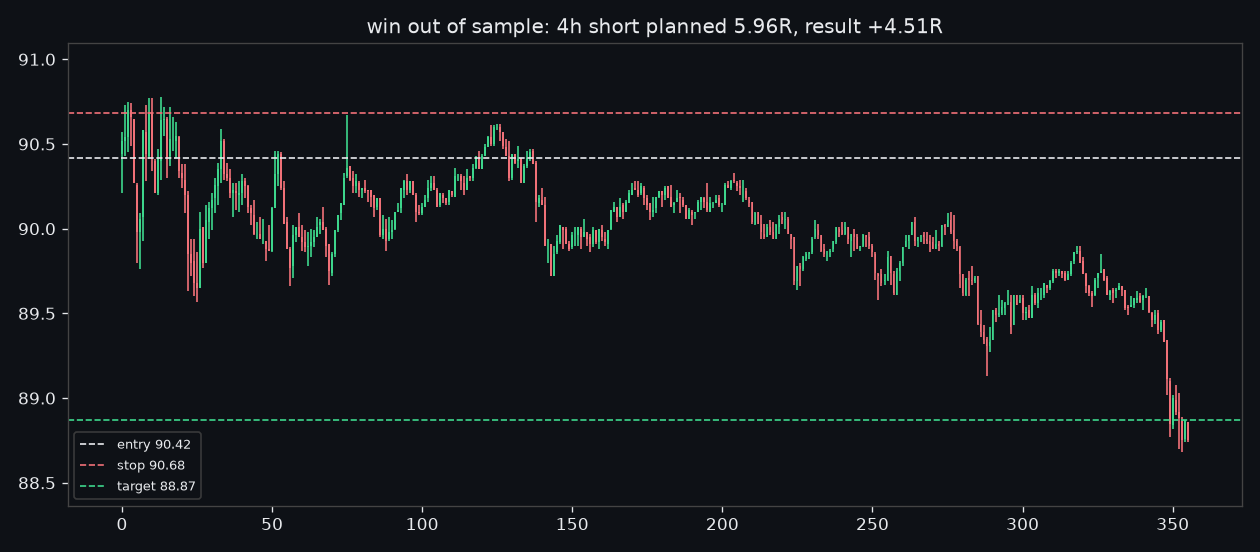 win out of sample: 4h short planned 5.96R, result +4.51R
91.0
90.5
90.0
89.5
89.0
88.5
entry 90.42
stop 90.68
target 88.87
0 50 100 150 200 250 300 350